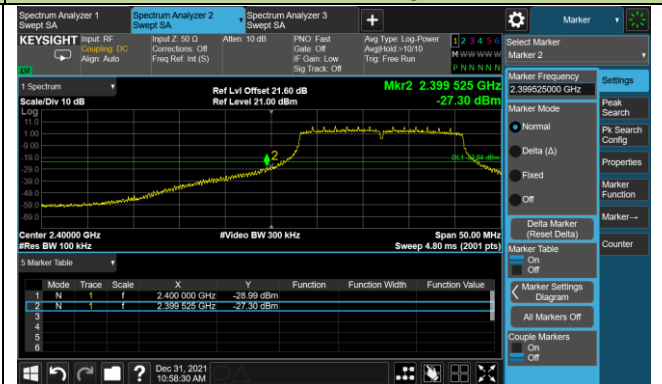 Spectrum Analyzer 1
Swept SA
Spectrum Analyzer 2
Swept SA
Spectrum Analyzer 3
Swept SA
Marker
KEYSIGHT
Input: RF
Coupling: DC
Align: Auto
Input Z: 50 Ω
Corrections: Off
Freq Ref: Int (S)
Atten: 10 dB
PNO: Fast
Gate: Off
IF Gain: Low
Sig Track: Off
Avg Type: Log-Power
Avg|Hold:>10/10
Trig: Free Run
1 2 3 4 5 6
M W W W W W
P N N N N N
Select Marker
Marker 2
1 Spectrum
Scale/Div 10 dB
Log
Ref Lvl Offset 21.60 dB
Ref Level 21.00 dBm
Mkr2 2.399 525 GHz
-27.30 dBm
11.0
1.00
-9.00
-19.0
-29.0
-39.0
-49.0
-59.0
-69.0
2
Center 2.40000 GHz
#Res BW 100 kHz
#Video BW 300 kHz
Span 50.00 MHz
Sweep 4.80 ms (2001 pts)
5 Marker Table
Mode Trace Scale X Y Function Function Width Function Value
1 N 1 f 2.400 000 GHz -28.99 dBm
2 N 1 f 2.399 525 GHz -27.30 dBm
3
4
5
6
Marker Frequency
2.399525000 GHz
Marker Mode
Normal
Delta (Δ)
Fixed
Off
Delta Marker
(Reset Delta)
Marker Table
On
Off
Marker Settings
Diagram
All Markers Off
Couple Markers
On
Off
Settings
Peak
Search
Pk Search
Config
Properties
Marker
Function
Marker→
Counter
?
Dec 31, 2021
10:58:30 AM